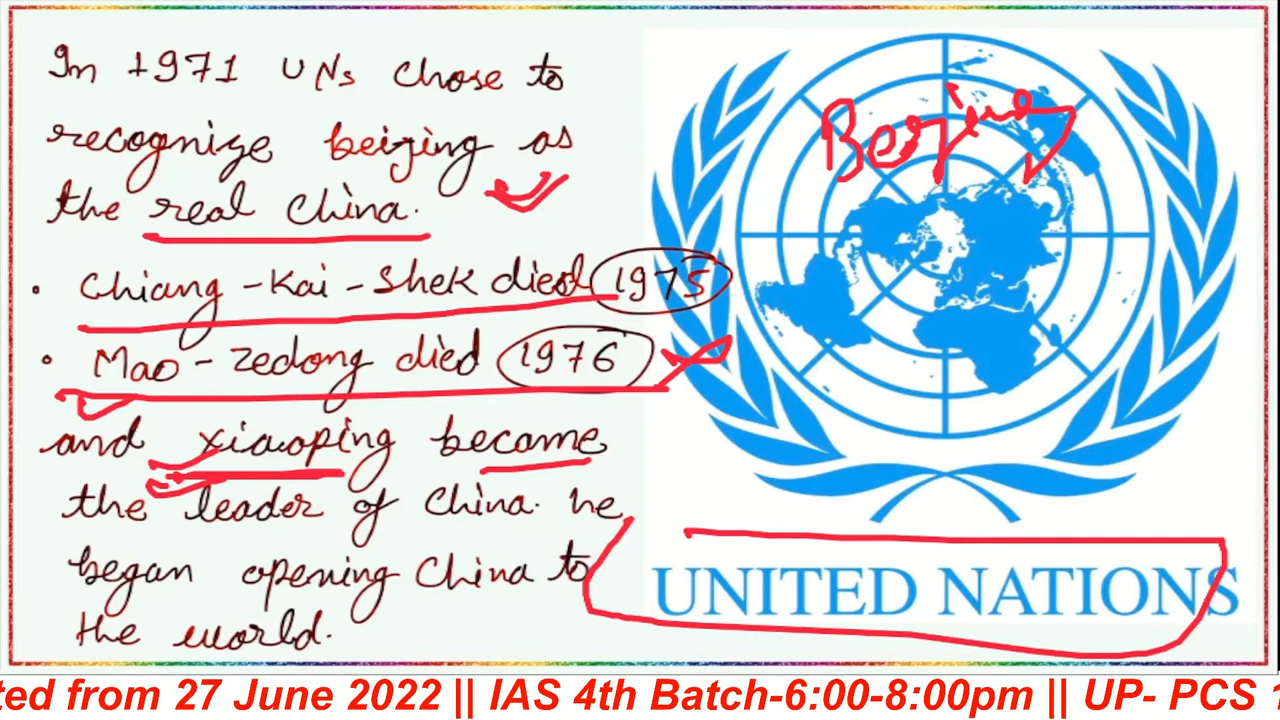 In 1971 UNs chose to
recognize beizing as
the real China.
• Chiang-Kai-Shek died 1975
• Mao-zedong died 1976
and xiaoping became
the leader of China. he
began opening China to
the world.
Beijing
UNITED NATIONS
ted from 27 June 2022 || IAS 4th Batch-6:00-8:00pm || UP- PCS 1